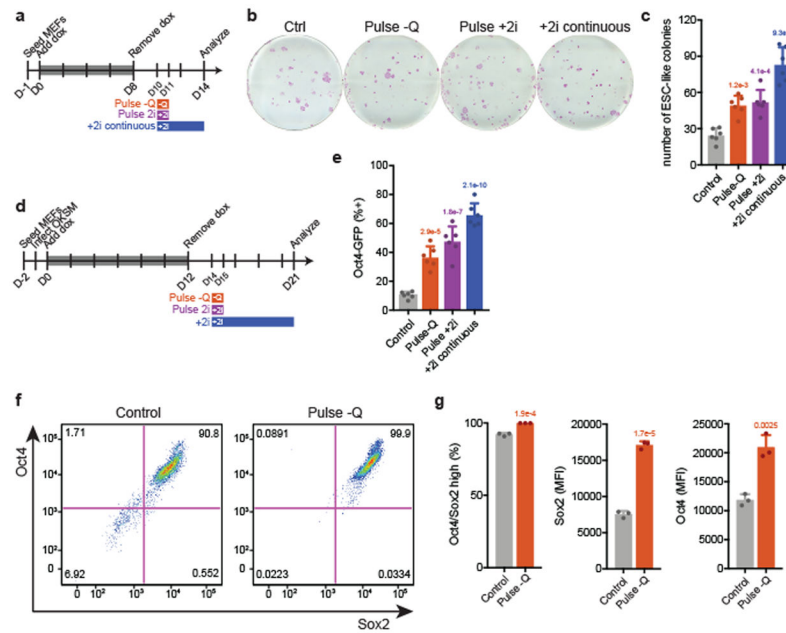 a
Seed MEFs
Add dox
Remove dox
Analyze
D-1
D0
D8
D10
D11
D14
Pulse -Q
-Q
Pulse 2i
+2i
+2i continuous
+2i
b
Ctrl
Pulse -Q
Pulse +2i
+2i continuous
c
number of ESC-like colonies
120
90
60
30
0
1.2e-3
4.1e-4
Control
Pulse-Q
Pulse +2i
+2i continuous
d
Seed MEFs
Infect OKSM
Add dox
Remove dox
Analyze
D-2
D0
D12
D14
D15
D21
Pulse -Q
-Q
Pulse 2i
+2i
+2i
+2i
e
Oct4-GFP (%+)
100
80
60
40
20
0
2.9e-5
1.6e-7
2.1e-10
Control
Pulse-Q
Pulse +2i
+2i continuous
f
Control
Pulse -Q
Oct4
1.71
90.8
6.92
0.552
0.0891
99.9
0.0223
0.0334
10⁵
10⁴
10³
10²
0
10³
10⁴
10⁵
10⁵
10⁴
10³
10²
0
10³
10⁴
10⁵
Sox2
g
Oct4/Sox2 high (%)
100
50
0
1.5e-4
Control
Pulse -Q
Sox2 (MFI)
20000
15000
10000
5000
0
1.7e-5
Control
Pulse -Q
Oct4 (MFI)
25000
20000
15000
10000
5000
0
0.0025
Control
Pulse -Q